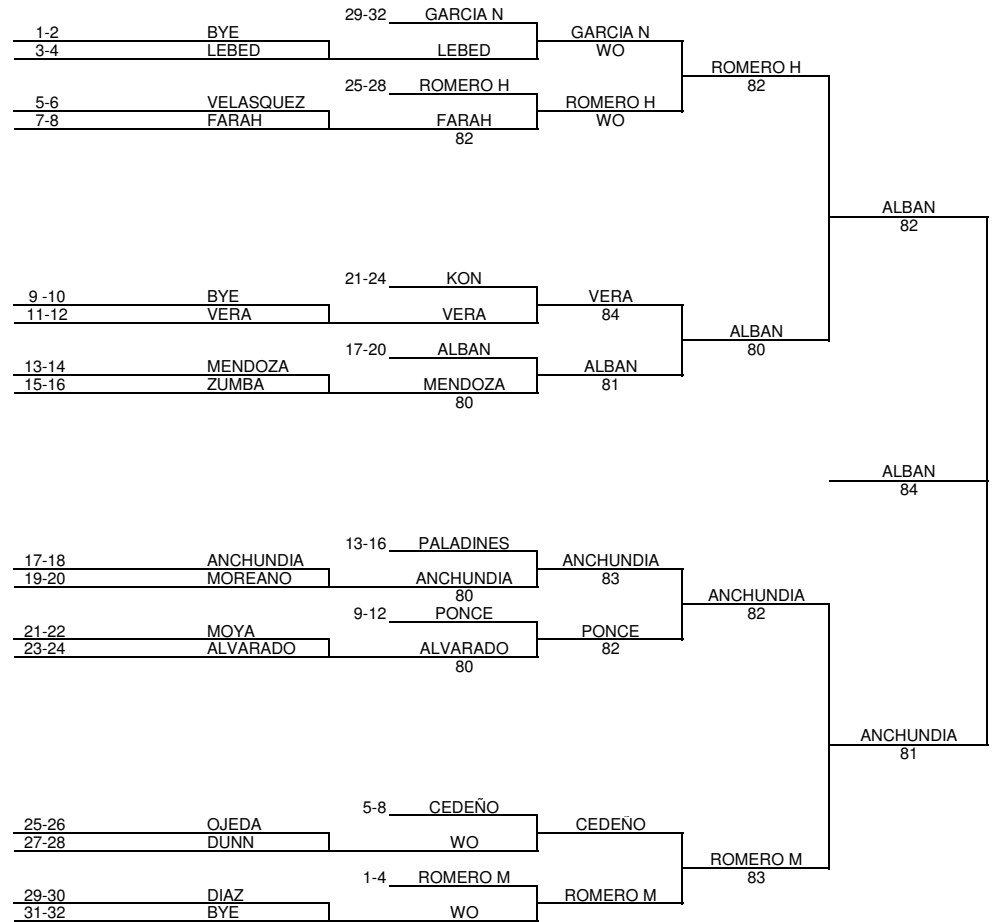 29-32 GARCIA N
1-2 BYE GARCIA N
3-4 LEBED LEBED WO
ROMERO H
25-28 ROMERO H 82
5-6 VELASQUEZ ROMERO H
7-8 FARAH FARAH WO
82
ALBAN
82
21-24 KON
9 -10 BYE VERA
11-12 VERA VERA 84
ALBAN
17-20 ALBAN 80
13-14 MENDOZA ALBAN
15-16 ZUMBA MENDOZA 81
80
ALBAN
84
13-16 PALADINES
17-18 ANCHUNDIA ANCHUNDIA
19-20 MOREANO ANCHUNDIA 83
80 ANCHUNDIA
9-12 PONCE 82
21-22 MOYA PONCE
23-24 ALVARADO ALVARADO 82
80
ANCHUNDIA
81
5-8 CEDEÑO
25-26 OJEDA CEDEÑO
27-28 DUNN WO
ROMERO M
1-4 ROMERO M 83
29-30 DIAZ ROMERO M
31-32 BYE WO